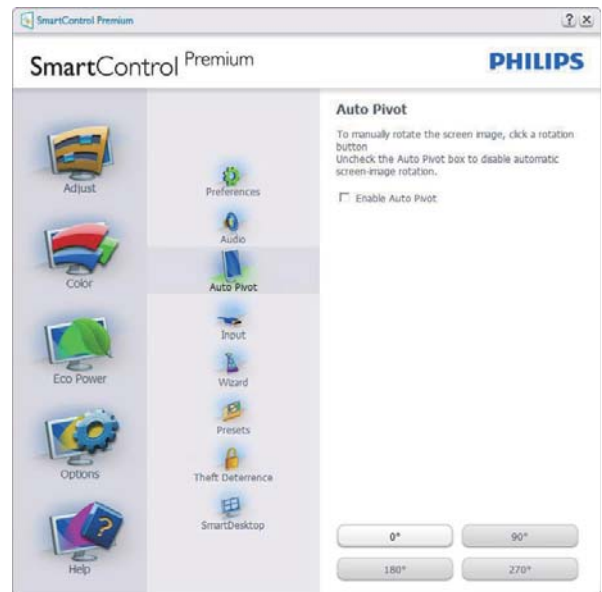 SmartControl Premium
? X
SmartControl Premium
PHILIPS
Adjust
Color
Eco Power
Options
Help
Preferences
Audio
Auto Pivot
Input
Wizard
Presets
Theft Deterrence
SmartDesktop
Auto Pivot
To manually rotate the screen image, click a rotation
button
Uncheck the Auto Pivot box to disable automatic
screen-image rotation.
Enable Auto Pivot
0°
90°
180°
270°